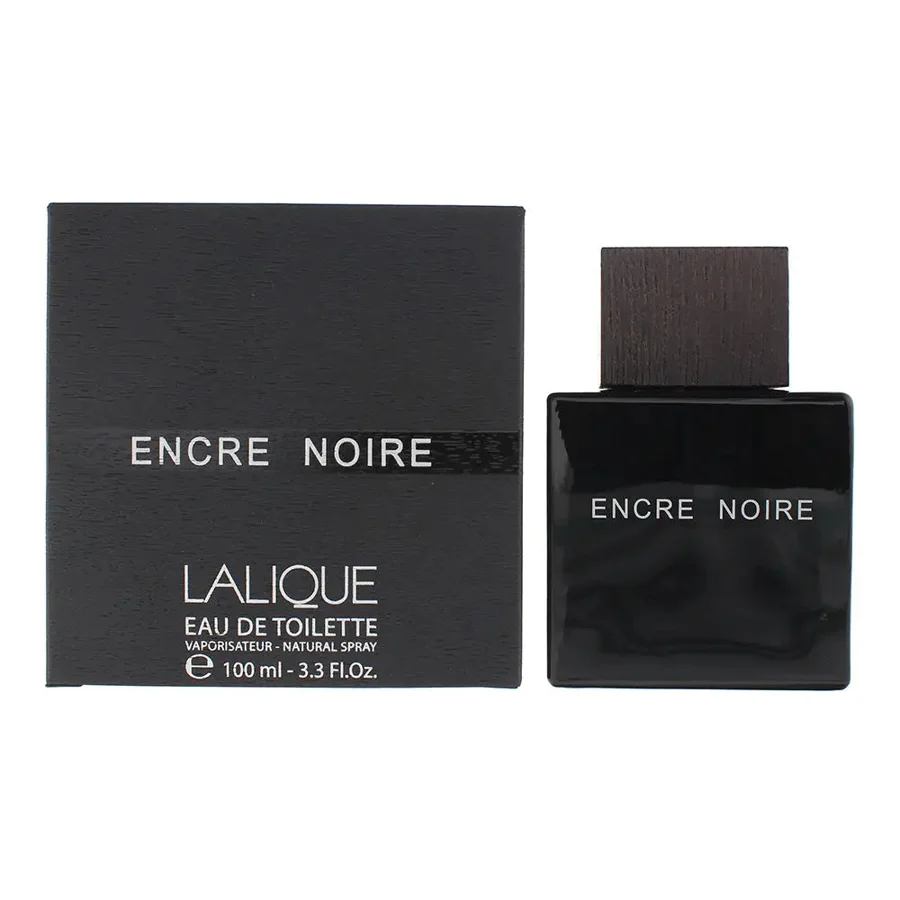 ENCRE NOIRE
LALIQUE
EAU DE TOILETTE
VAPORISATEUR - NATURAL SPRAY
℮ 100 ml - 3.3 Fl.Oz.
ENCRE NOIRE